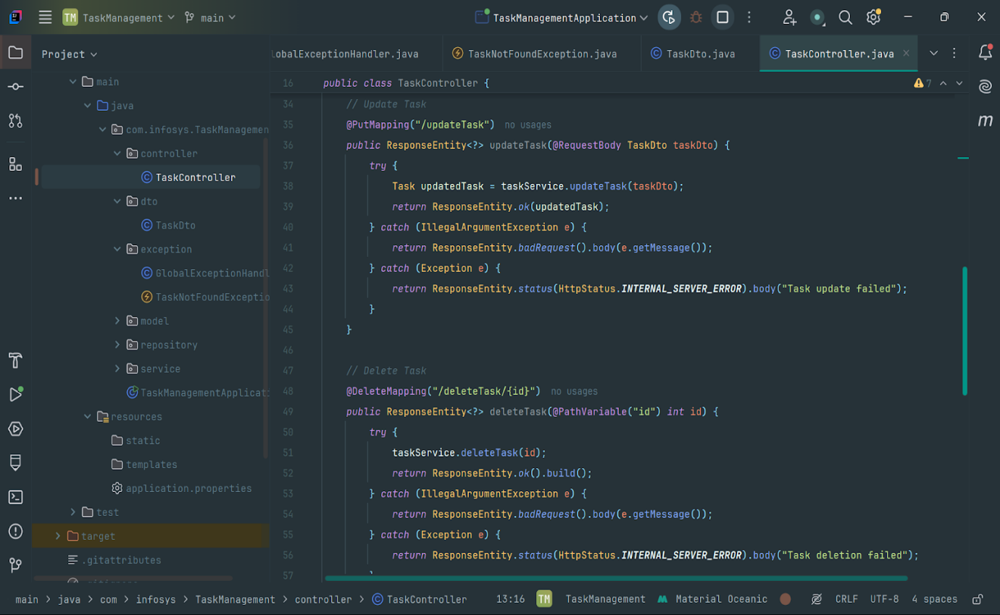 TM TaskManagement main TaskManagementApplication
Project
lobalExceptionHandler.java TaskNotFoundException.java TaskDto.java TaskController.java
main
java
com.infosys.TaskManagemen
controller
TaskController
dto
TaskDto
exception
GlobalExceptionHandl
TaskNotFoundExceptio
model
repository
service
TaskManagementApplicati
resources
static
templates
application.properties
test
target
.gitattributes
16 public class TaskController { 7
34 // Update Task
35 @PutMapping("/updateTask") no usages
36 public ResponseEntity<?> updateTask(@RequestBody TaskDto taskDto) {
37 try {
38 Task updatedTask = taskService.updateTask(taskDto);
39 return ResponseEntity.ok(updatedTask);
40 } catch (IllegalArgumentException e) {
41 return ResponseEntity.badRequest().body(e.getMessage());
42 } catch (Exception e) {
43 return ResponseEntity.status(HttpStatus.INTERNAL_SERVER_ERROR).body("Task update failed");
44 }
45 }
46
47 // Delete Task
48 @DeleteMapping("/deleteTask/{id}") no usages
49 public ResponseEntity<?> deleteTask(@PathVariable("id") int id) {
50 try {
51 taskService.deleteTask(id);
52 return ResponseEntity.ok().build();
53 } catch (IllegalArgumentException e) {
54 return ResponseEntity.badRequest().body(e.getMessage());
55 } catch (Exception e) {
56 return ResponseEntity.status(HttpStatus.INTERNAL_SERVER_ERROR).body("Task deletion failed");
57
m
main > java > com > infosys > TaskManagement > controller > TaskController 13:16 TM TaskManagement Material Oceanic CRLF UTF-8 4 spaces